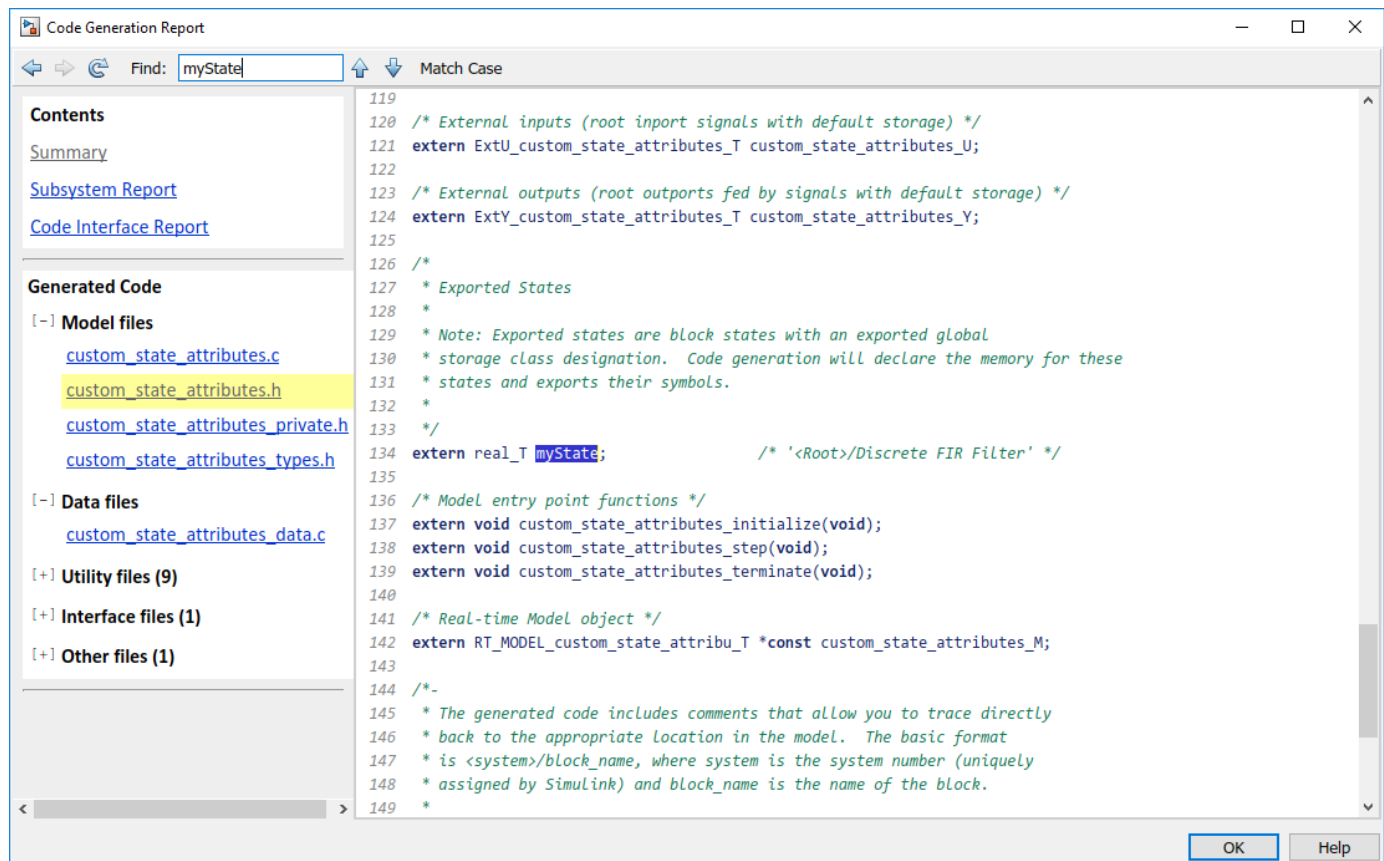 Code Generation Report
Find: myState Match Case
Contents
Summary
Subsystem Report
Code Interface Report
Generated Code
[-] Model files
custom_state_attributes.c
custom_state_attributes.h
custom_state_attributes_private.h
custom_state_attributes_types.h
[-] Data files
custom_state_attributes_data.c
[+] Utility files (9)
[+] Interface files (1)
[+] Other files (1)
119
120 /* External inputs (root inport signals with default storage) */
121 extern ExtU_custom_state_attributes_T custom_state_attributes_U;
122
123 /* External outputs (root outports fed by signals with default storage) */
124 extern ExtY_custom_state_attributes_T custom_state_attributes_Y;
125
126 /*
127 * Exported States
128 *
129 * Note: Exported states are block states with an exported global
130 * storage class designation. Code generation will declare the memory for these
131 * states and exports their symbols.
132 *
133 */
134 extern real_T myState; /* '<Root>/Discrete FIR Filter' */
135
136 /* Model entry point functions */
137 extern void custom_state_attributes_initialize(void);
138 extern void custom_state_attributes_step(void);
139 extern void custom_state_attributes_terminate(void);
140
141 /* Real-time Model object */
142 extern RT_MODEL_custom_state_attribu_T *const custom_state_attributes_M;
143
144 /*-
145 * The generated code includes comments that allow you to trace directly
146 * back to the appropriate location in the model. The basic format
147 * is <system>/block_name, where system is the system number (uniquely
148 * assigned by Simulink) and block_name is the name of the block.
149 *
OK Help